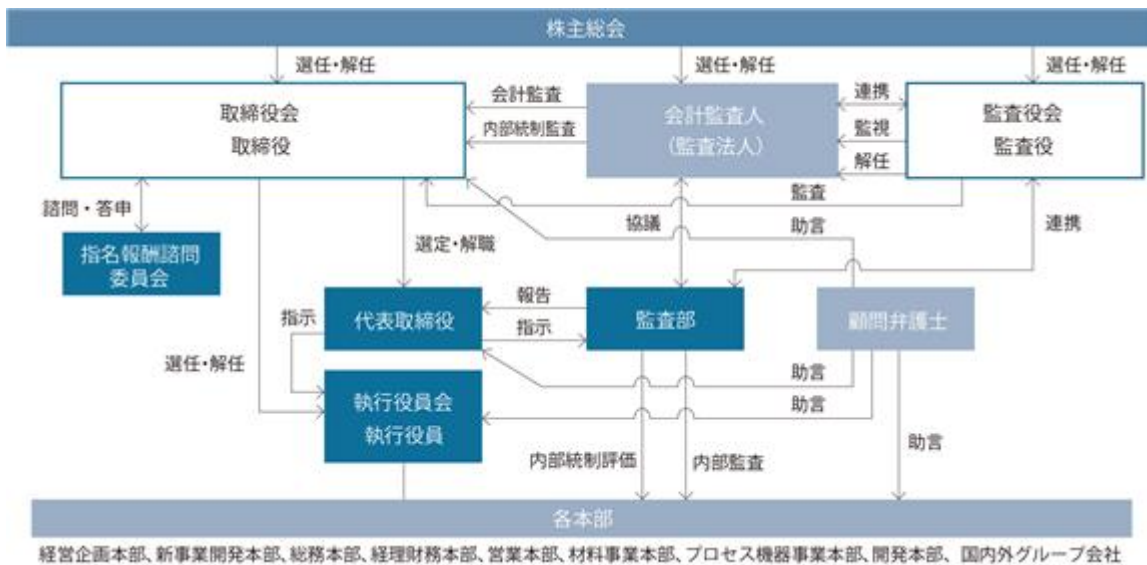 株主総会
選任・解任
選任・解任
選任・解任
取締役会
取締役
会計監査
内部統制監査
会計監査人
（監査法人）
連携
監視
解任
監査役会
監査役
監査
諮問・答申
協議
助言
連携
指名報酬諮問
委員会
選定・解職
指示
代表取締役
報告
指示
監査部
顧問弁護士
選任・解任
助言
執行役員会
執行役員
助言
内部統制評価
内部監査
助言
各本部
経営企画本部、新事業開発本部、総務本部、経理財務本部、営業本部、材料事業本部、プロセス機器事業本部、開発本部、国内外グループ会社